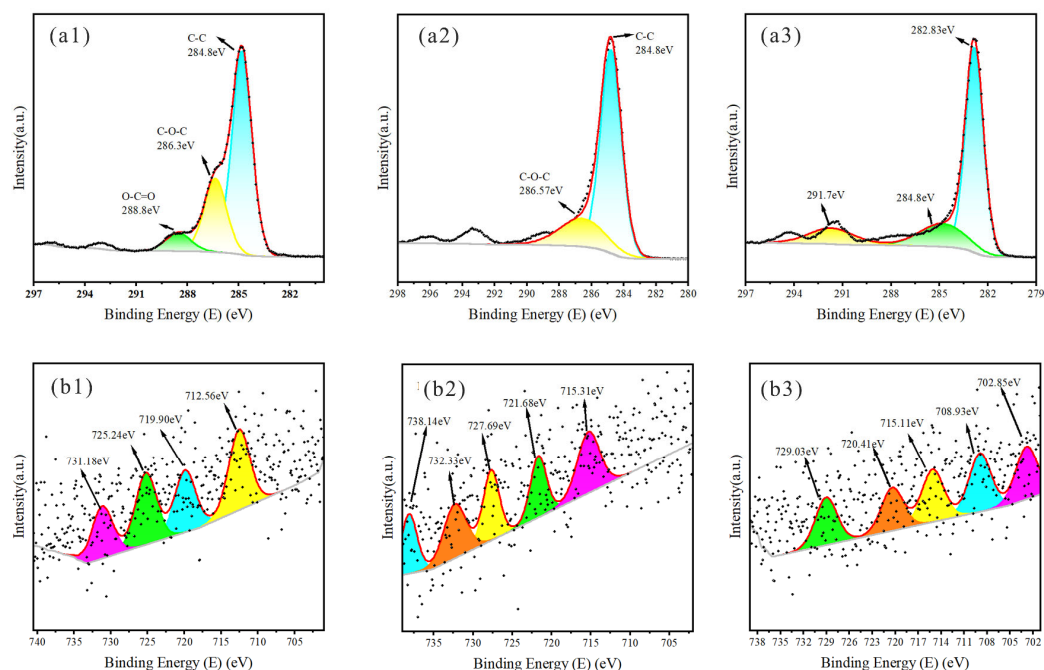 (a1)
C-C
284.8eV
C-O-C
286.3eV
O-C=O
288.8eV
Intensity(a.u.)
297 294 291 288 285 282
Binding Energy (E) (eV)
(a2)
C-C
284.8eV
C-O-C
286.57eV
Intensity(a.u.)
298 296 294 292 290 288 286 284 282 280
Binding Energy (E) (eV)
(a3)
282.83eV
291.7eV
284.8eV
Intensity(a.u.)
297 294 291 288 285 282 279
Binding Energy (E) (eV)
(b1)
712.56eV
719.90eV
725.24eV
731.18eV
Intensity(a.u.)
740 735 730 725 720 715 710 705
Binding Energy (E) (eV)
(b2)
715.31eV
721.68eV
738.14eV
727.69eV
732.33eV
Intensity(a.u.)
735 730 725 720 715 710 705
Binding Energy (E) (eV)
(b3)
702.85eV
708.93eV
715.11eV
720.41eV
729.03eV
Intensity(a.u.)
738 735 732 729 726 723 720 717 714 711 708 705 702
Binding Energy (E) (eV)